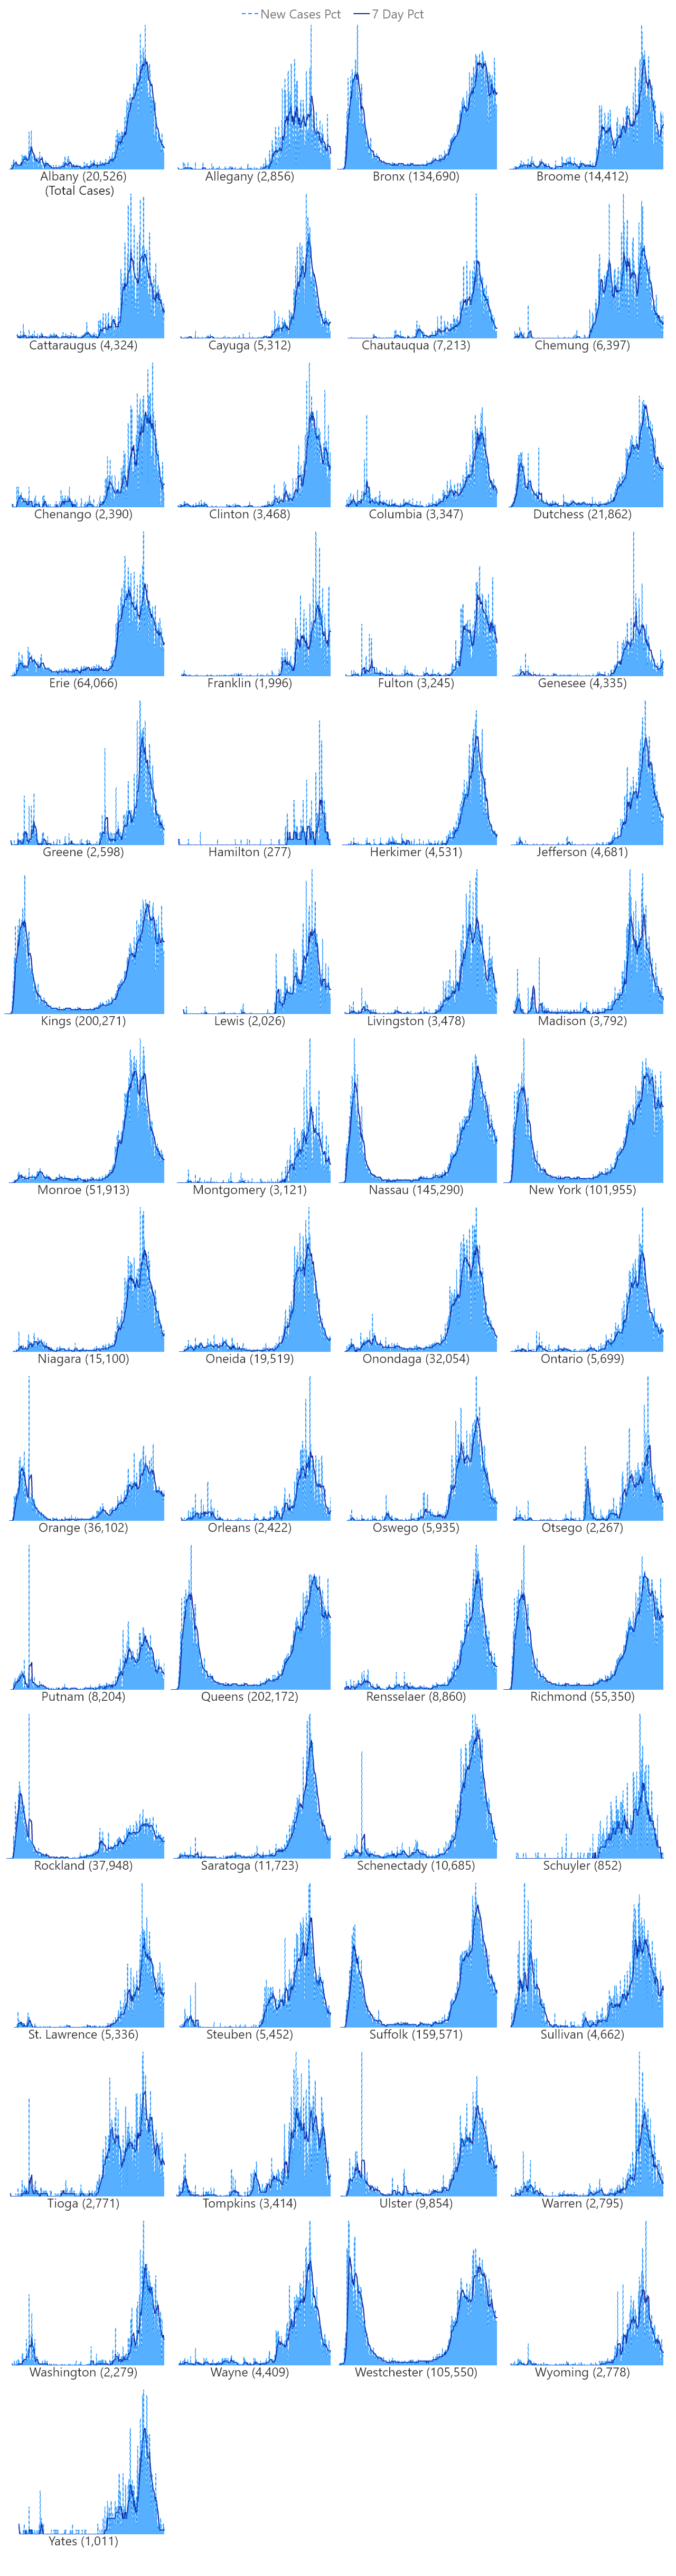 New Cases Pct 7 Day Pct
Albany (20,526) Allegany (2,856) Bronx (134,690) Broome (14,412)
(Total Cases)
Cattaraugus (4,324) Cayuga (5,312) Chautauqua (7,213) Chemung (6,397)
Chenango (2,390) Clinton (3,468) Columbia (3,347) Dutchess (21,862)
Erie (64,066) Franklin (1,996) Fulton (3,245) Genesee (4,335)
Greene (2,598) Hamilton (277) Herkimer (4,531) Jefferson (4,681)
Kings (200,271) Lewis (2,026) Livingston (3,478) Madison (3,792)
Monroe (51,913) Montgomery (3,121) Nassau (145,290) New York (101,955)
Niagara (15,100) Oneida (19,519) Onondaga (32,054) Ontario (5,699)
Orange (36,102) Orleans (2,422) Oswego (5,935) Otsego (2,267)
Putnam (8,204) Queens (202,172) Rensselaer (8,860) Richmond (55,350)
Rockland (37,948) Saratoga (11,723) Schenectady (10,685) Schuyler (852)
St. Lawrence (5,336) Steuben (5,452) Suffolk (159,571) Sullivan (4,662)
Tioga (2,771) Tompkins (3,414) Ulster (9,854) Warren (2,795)
Washington (2,279) Wayne (4,409) Westchester (105,550) Wyoming (2,778)
Yates (1,011)